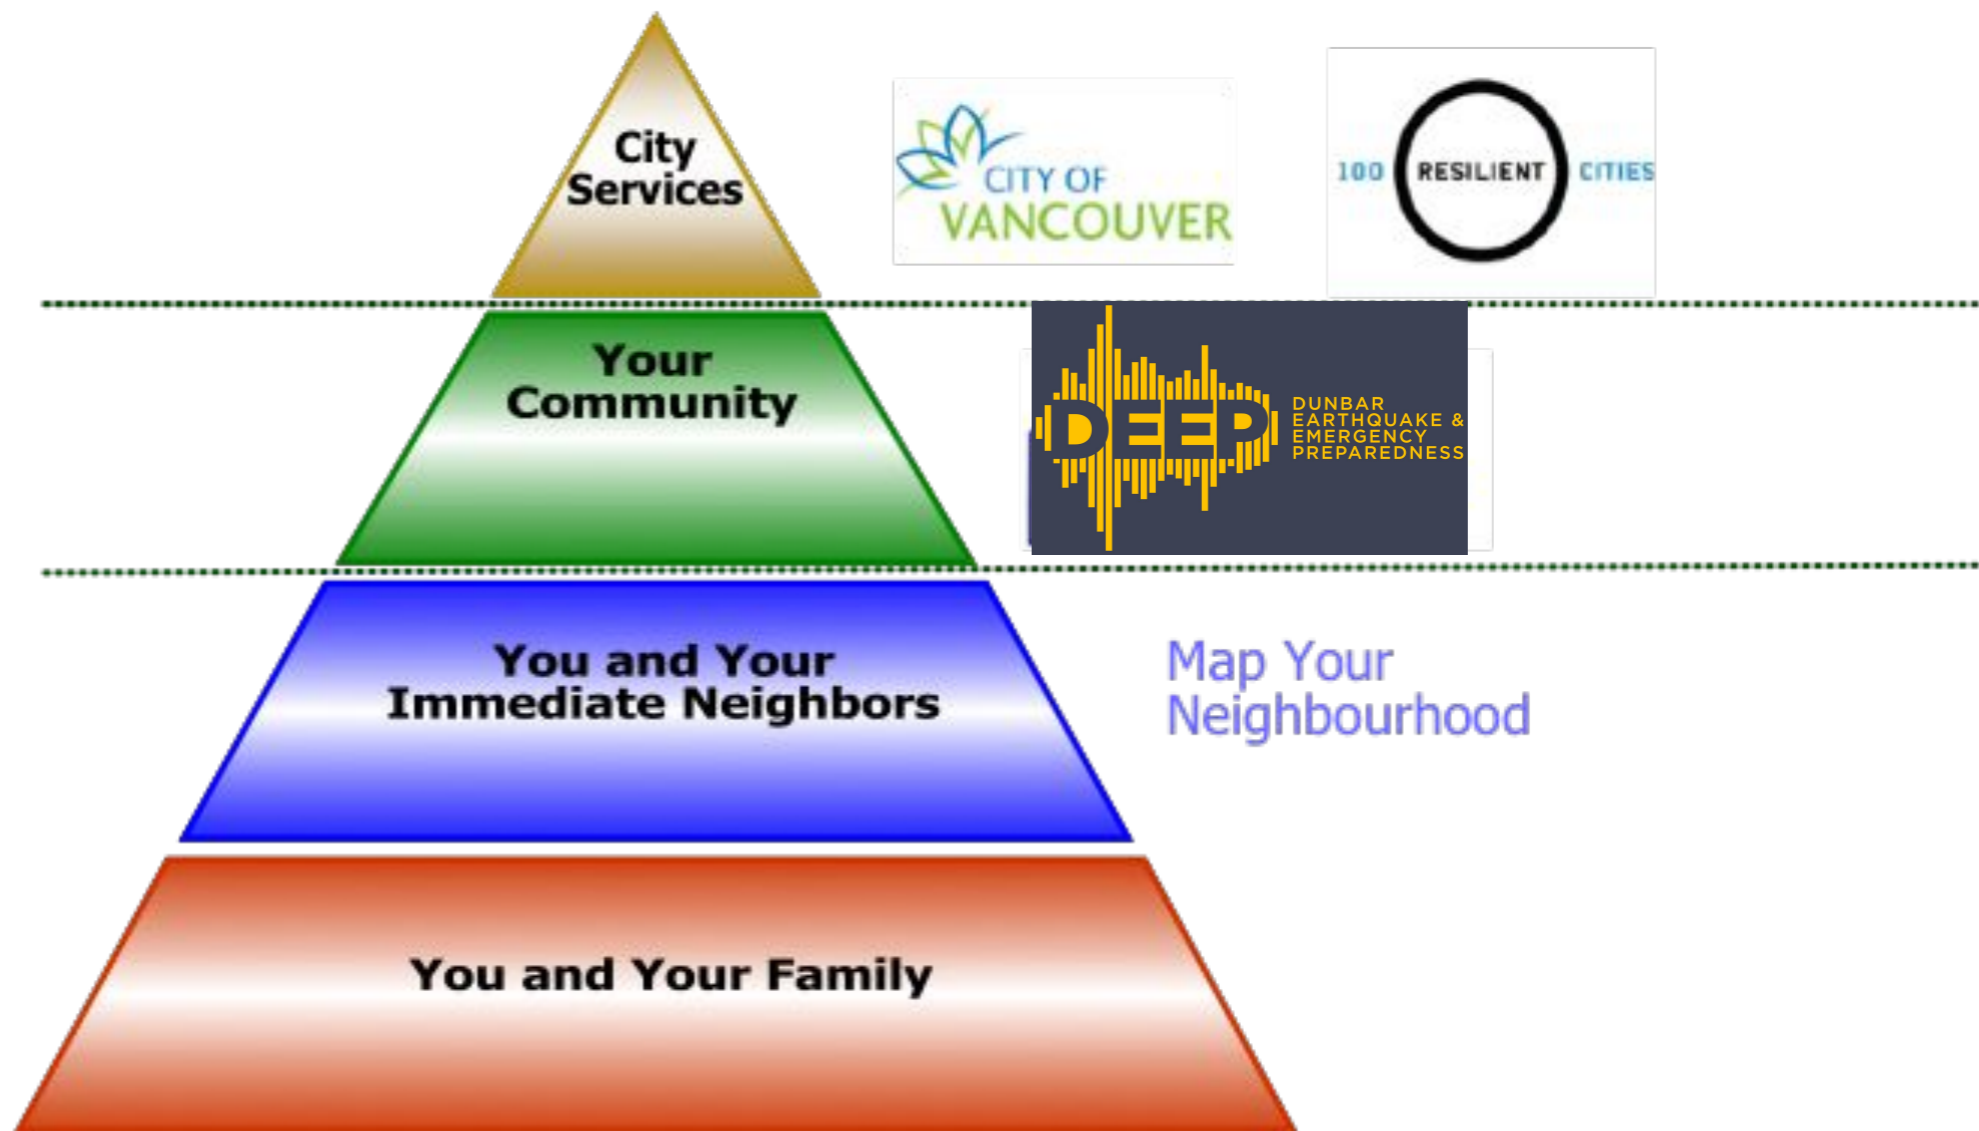 City
Services
CITY OF
VANCOUVER
100 RESILIENT CITIES
Your
Community
DEEP
DUNBAR
EARTHQUAKE &
EMERGENCY
PREPAREDNESS
You and Your
Immediate Neighbors
Map Your
Neighbourhood
You and Your Family